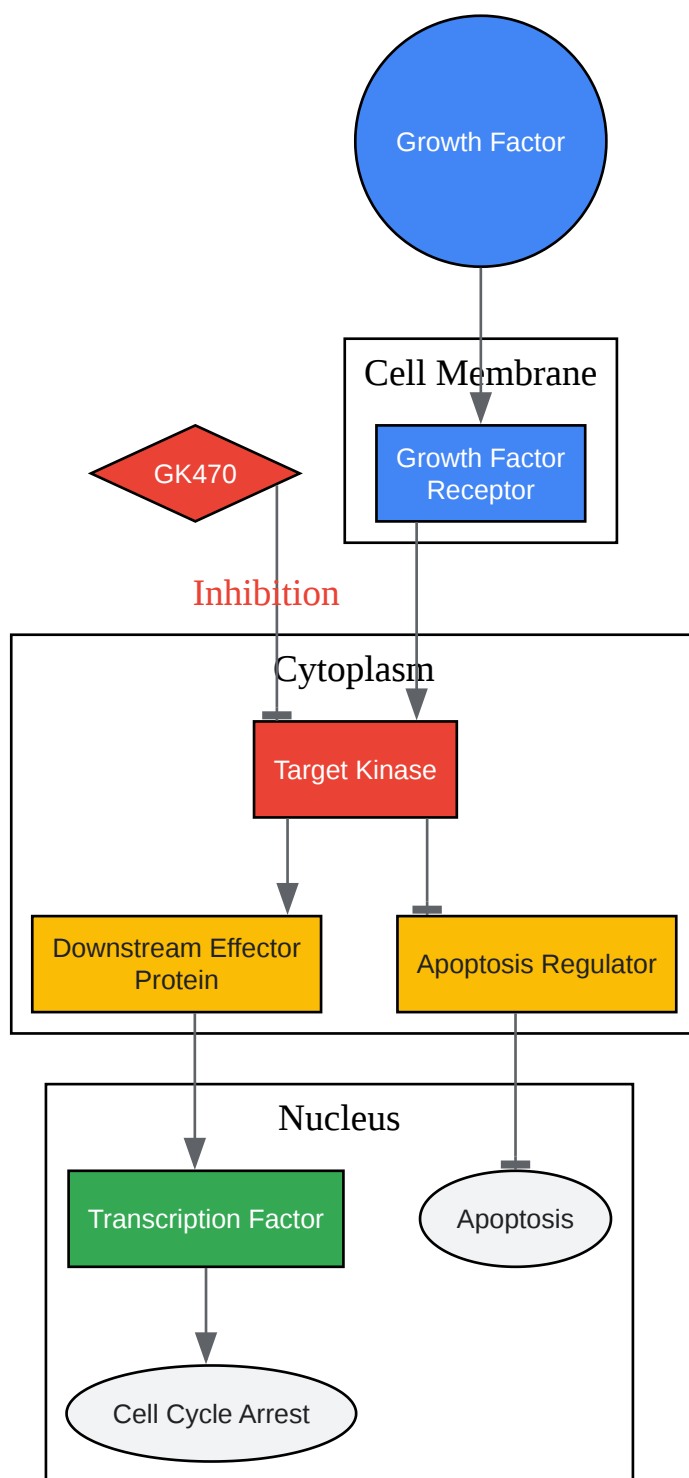 Growth Factor
Cell Membrane
GK470
Growth Factor
Receptor
Inhibition
Cytoplasm
Target Kinase
Downstream Effector
Protein
Apoptosis Regulator
Nucleus
Transcription Factor
Apoptosis
Cell Cycle Arrest